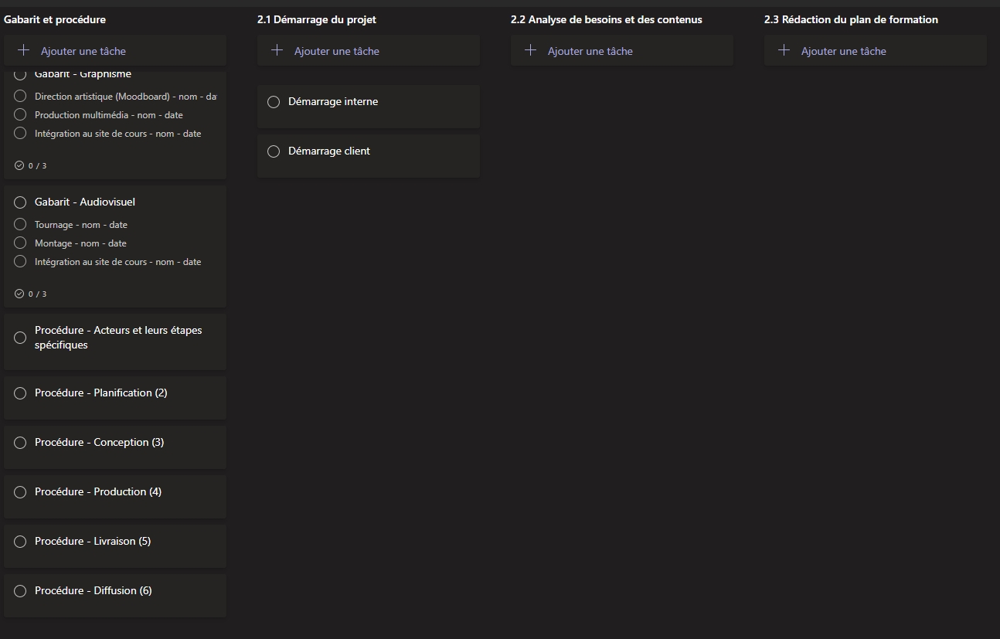 Gabarit et procédure
Ajouter une tâche
Gabarit - Graphisme
Direction artistique (Moodboard) - nom - da
Production multimédia - nom - date
Intégration au site de cours - nom - date
0 / 3
Gabarit - Audiovisuel
Tournage - nom - date
Montage - nom - date
Intégration au site de cours - nom - date
0 / 3
Procédure - Acteurs et leurs étapes
spécifiques
Procédure - Planification (2)
Procédure - Conception (3)
Procédure - Production (4)
Procédure - Livraison (5)
Procédure - Diffusion (6)
2.1 Démarrage du projet
Ajouter une tâche
Démarrage interne
Démarrage client
2.2 Analyse de besoins et des contenus
Ajouter une tâche
2.3 Rédaction du plan de formation
Ajouter une tâche